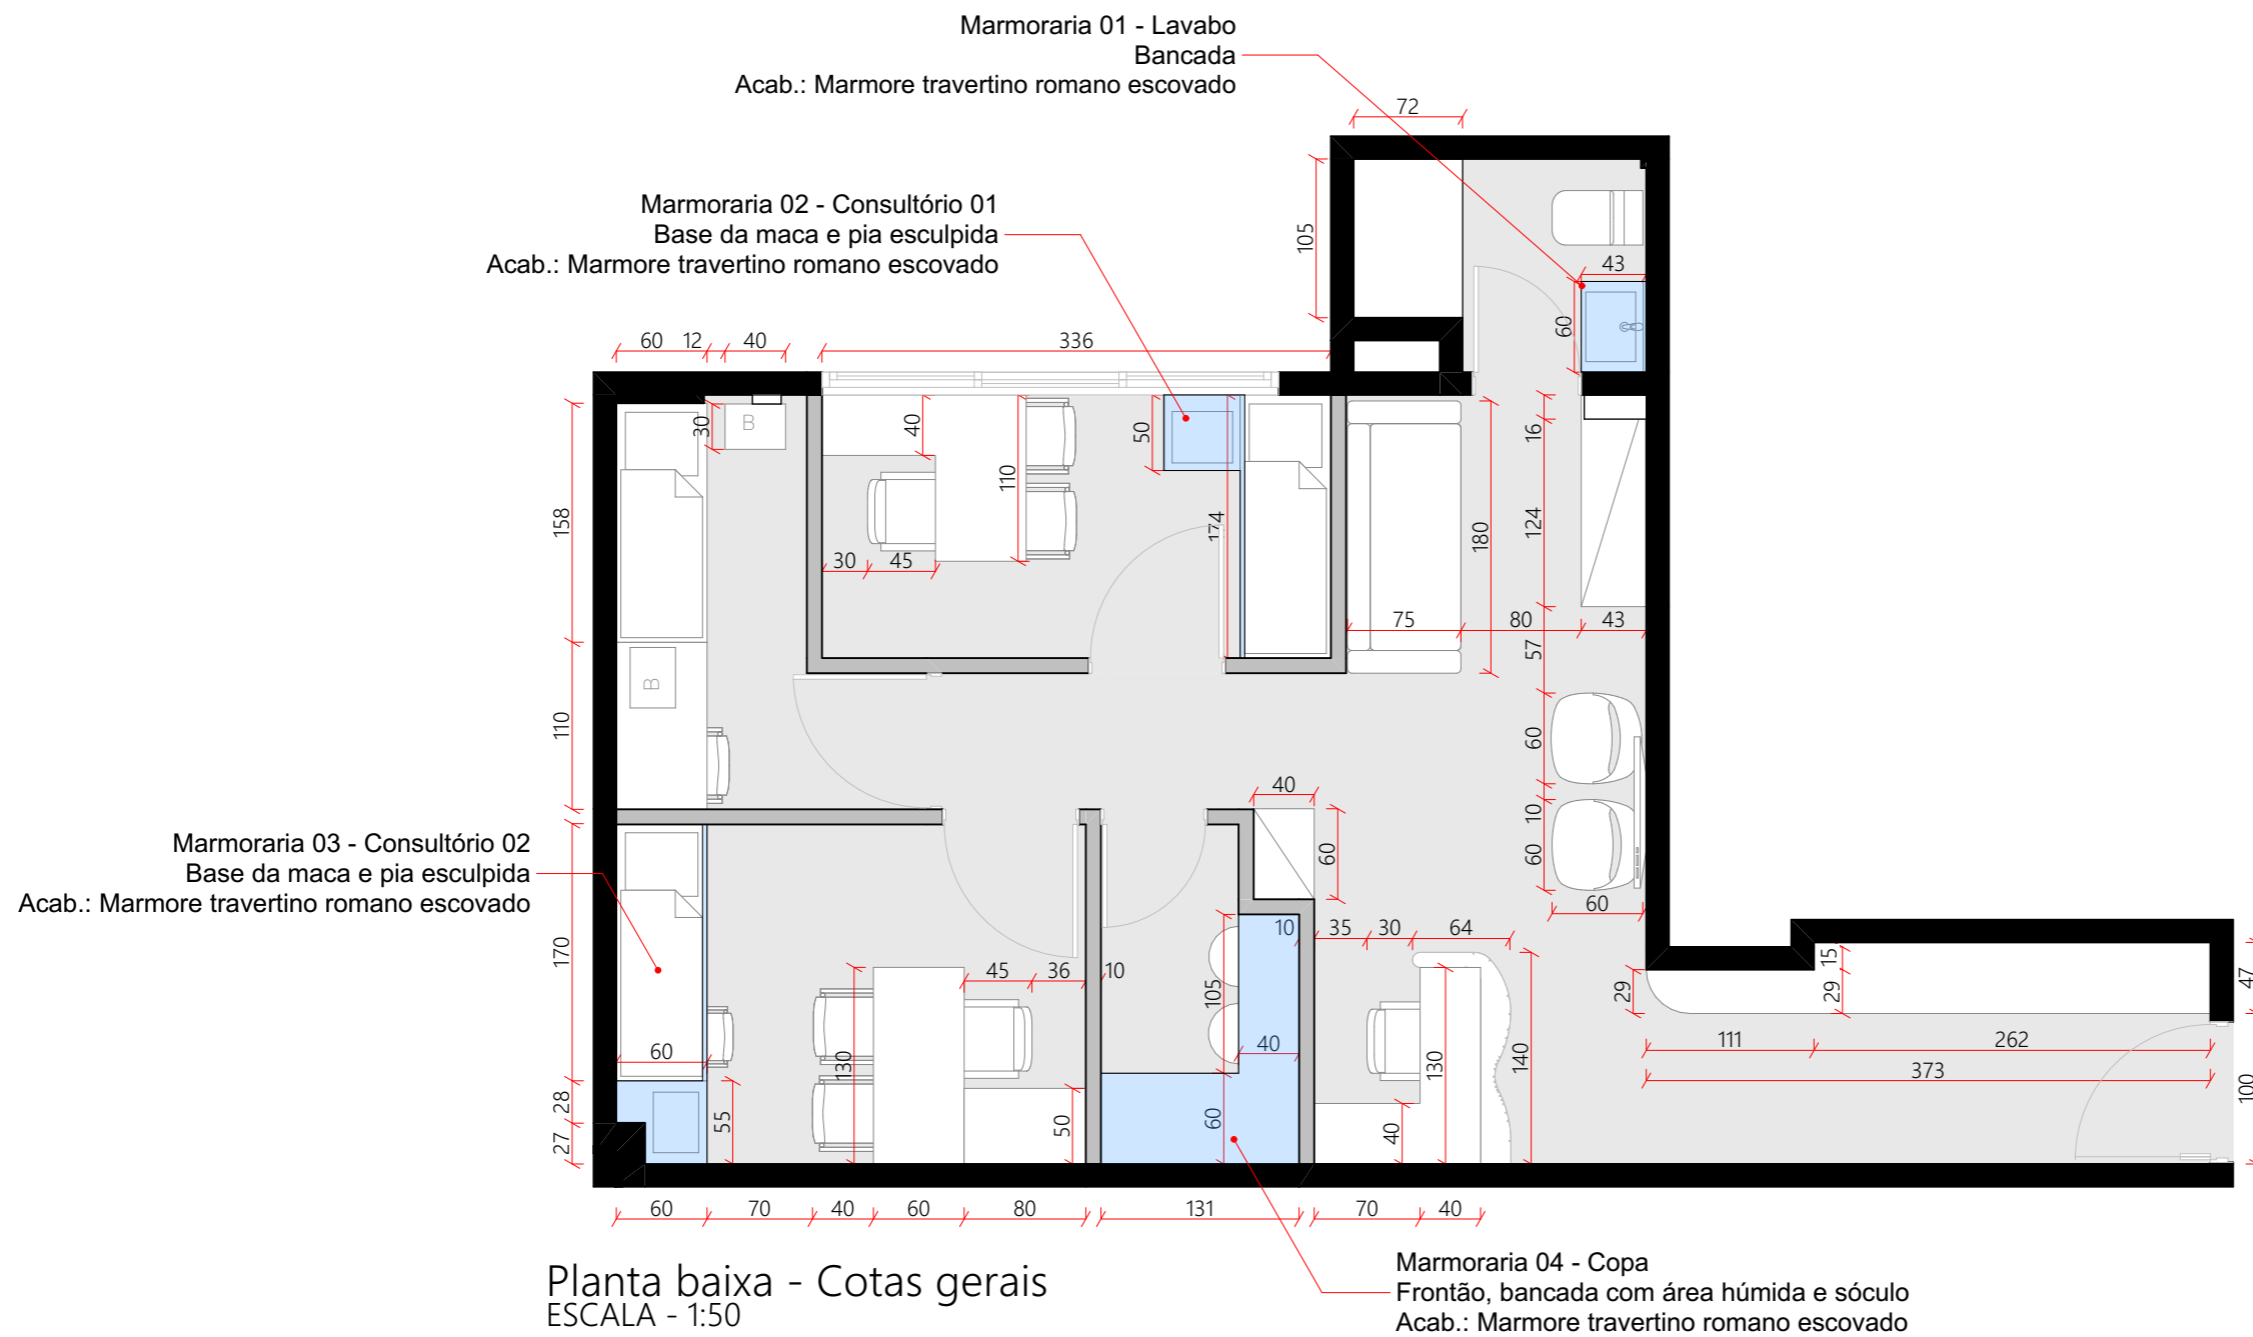 Marmoraria 01 - Lavabo
Bancada
Acab.: Marmore travertino romano escovado
72
Marmoraria 02 - Consultório 01
Base da maca e pia esculpida
Acab.: Marmore travertino romano escovado
105
43
60
60 12 40
336
30
B
40
110
50
174
30 45
158
110
B
180
16
124
75 80 43
57
60
10
60
60
40
60
Marmoraria 03 - Consultório 02
Base da maca e pia esculpida
Acab.: Marmore travertino romano escovado
170
28
27
60
55
130
45 36
10
50
105
40
60
10 35 30 64
130
140
40
29
15
29
47
111 262
373
100
60 70 40 60 80 131 70 40
Planta baixa - Cotas gerais
ESCALA - 1:50
Marmoraria 04 - Copa
Frontão, bancada com área húmida e sóculo
Acab.: Marmore travertino romano escovado